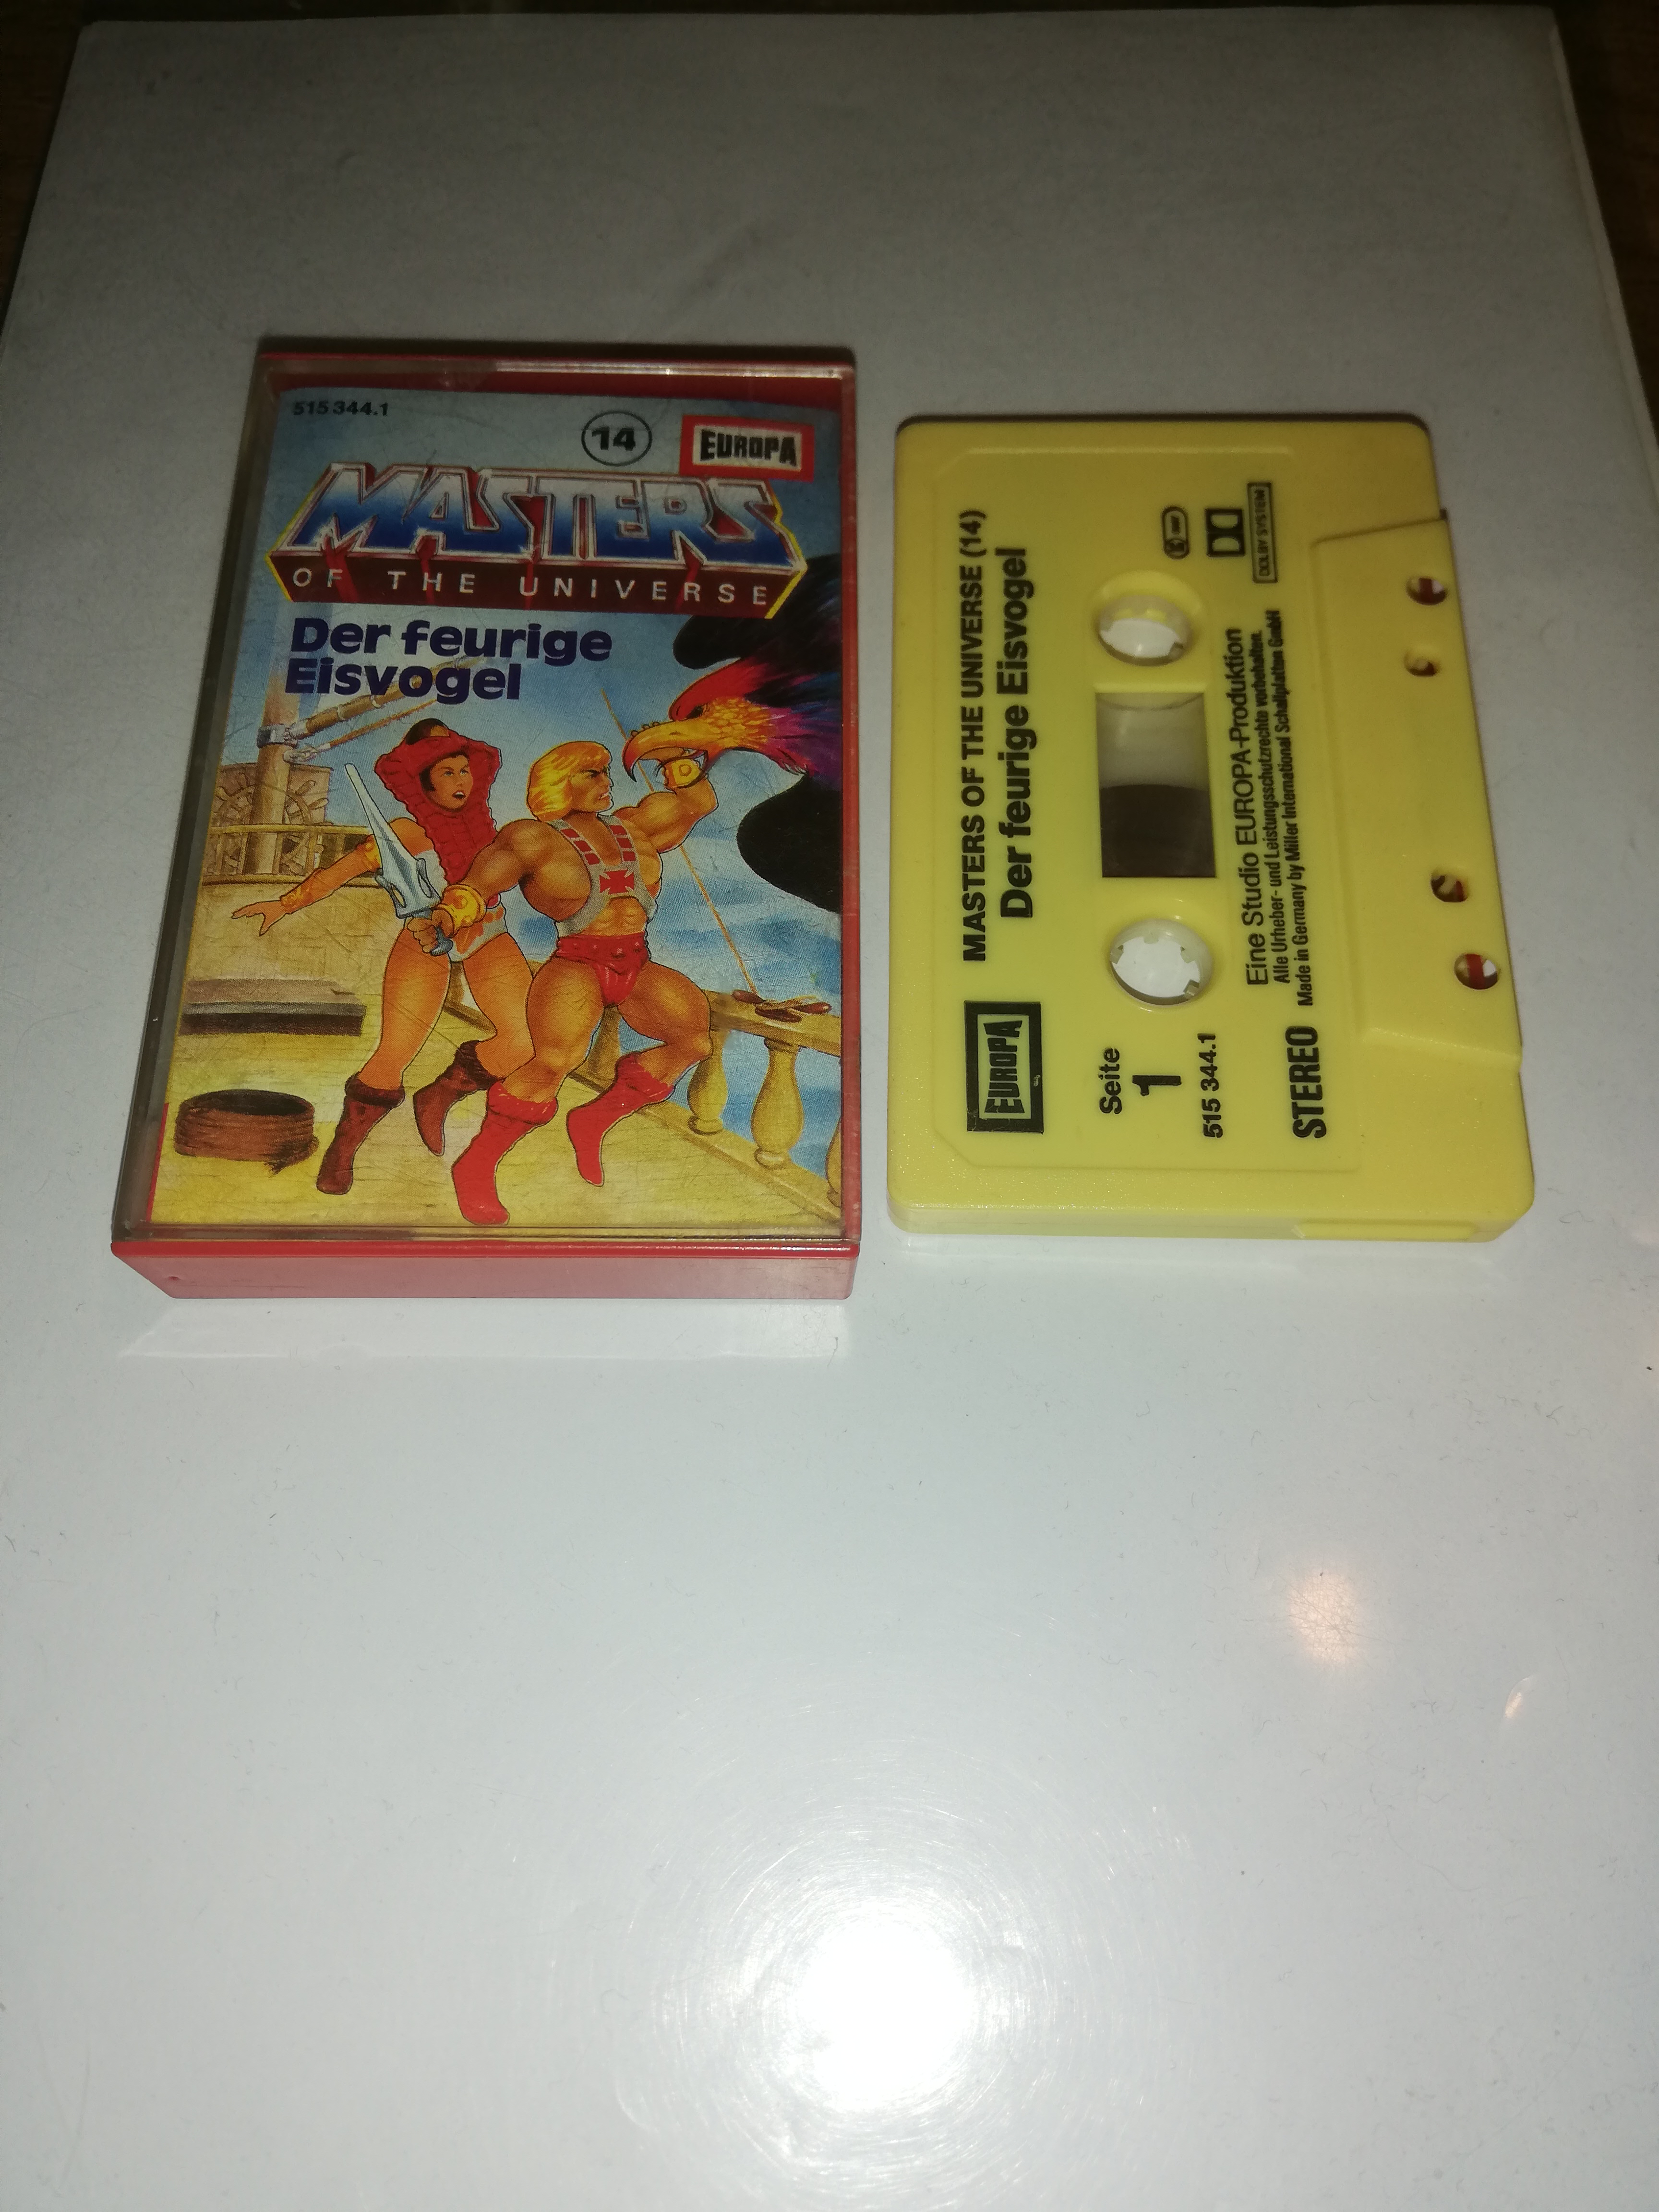 515 344.1
14
EUROPA
MASTERS
OF THE UNIVERSE
Der feurige
Eisvogel
MASTERS OF THE UNIVERSE (14)
Der feurige Eisvogel
EUROPA
Seite
1
515 344.1
STEREO
DOLBY SYSTEM
Eine Studio EUROPA-Produktion
Alle Urheber- und Leistungsschutzrechte vorbehalten.
Made in Germany by Miller International Schallplatten GmbH